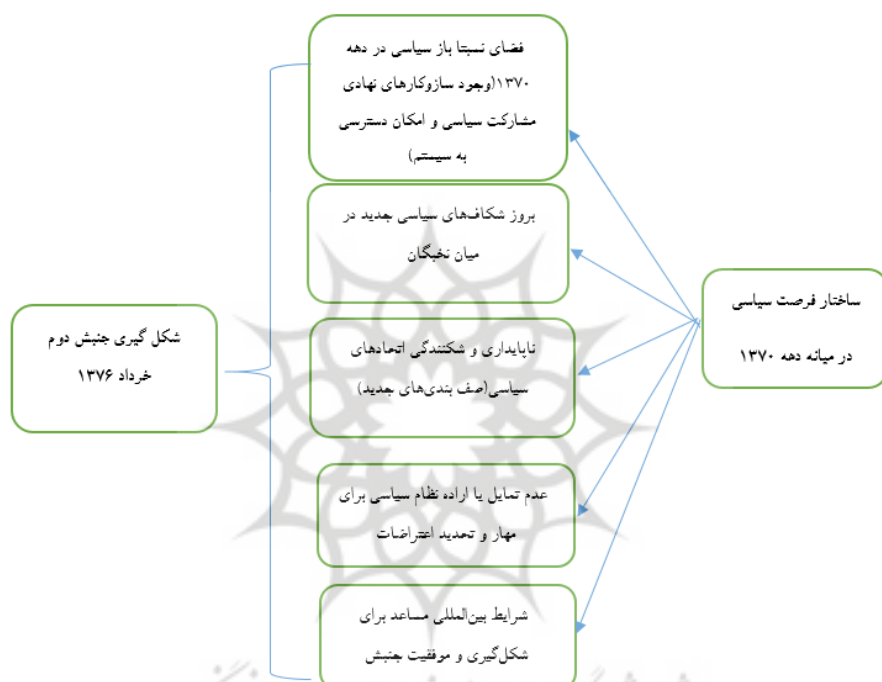 ساختار فرصت سیاسی
در میانه دهه ۱۳۷۰
فضای نسبتا باز سیاسی در دهه
۱۳۷۰(وجود سازوکارهای نهادی
مشارکت سیاسی و امکان دسترسی
به سیستم)
بروز شکاف‌های سیاسی جدید در
میان نخبگان
ناپایداری و شکنندگی اتحادهای
سیاسی(صف بندی‌های جدید)
عدم تمایل یا اراده نظام سیاسی برای
مهار و تحدید اعتراضات
شرایط بین‌المللی مساعد برای
شکل‌گیری و موفقیت جنبش
شکل گیری جنبش دوم
خرداد ۱۳۷۶